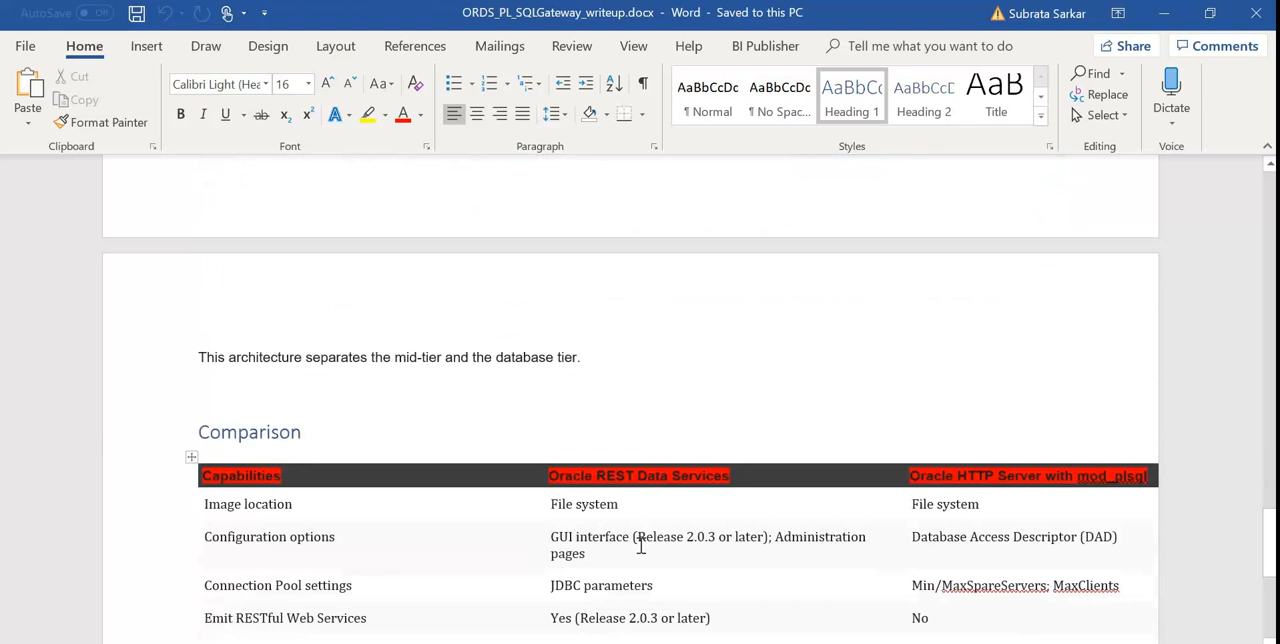 AutoSave Off ORDS_PL_SQLGateway_writeup.docx - Word - Saved to this PC Subrata Sarkar
File Home Insert Draw Design Layout References Mailings Review View Help BI Publisher Tell me what you want to do Share Comments
Paste Cut Copy Format Painter
Calibri Light (Hea 16
B I U ab x₂ x² A A
AaBbCcDc AaBbCcDc AaBbCc AaBbCcD AaB
¶ Normal ¶ No Spac... Heading 1 Heading 2 Title
Find
Replace
Select
Dictate
Clipboard Font Paragraph Styles Editing Voice
This architecture separates the mid-tier and the database tier.
Comparison
Capabilities Oracle REST Data Services Oracle HTTP Server with mod_plsql
Image location File system File system
Configuration options GUI interface (Release 2.0.3 or later); Administration Database Access Descriptor (DAD)
pages
Connection Pool settings JDBC parameters Min/MaxSpareServers; MaxClients
Emit RESTful Web Services Yes (Release 2.0.3 or later) No